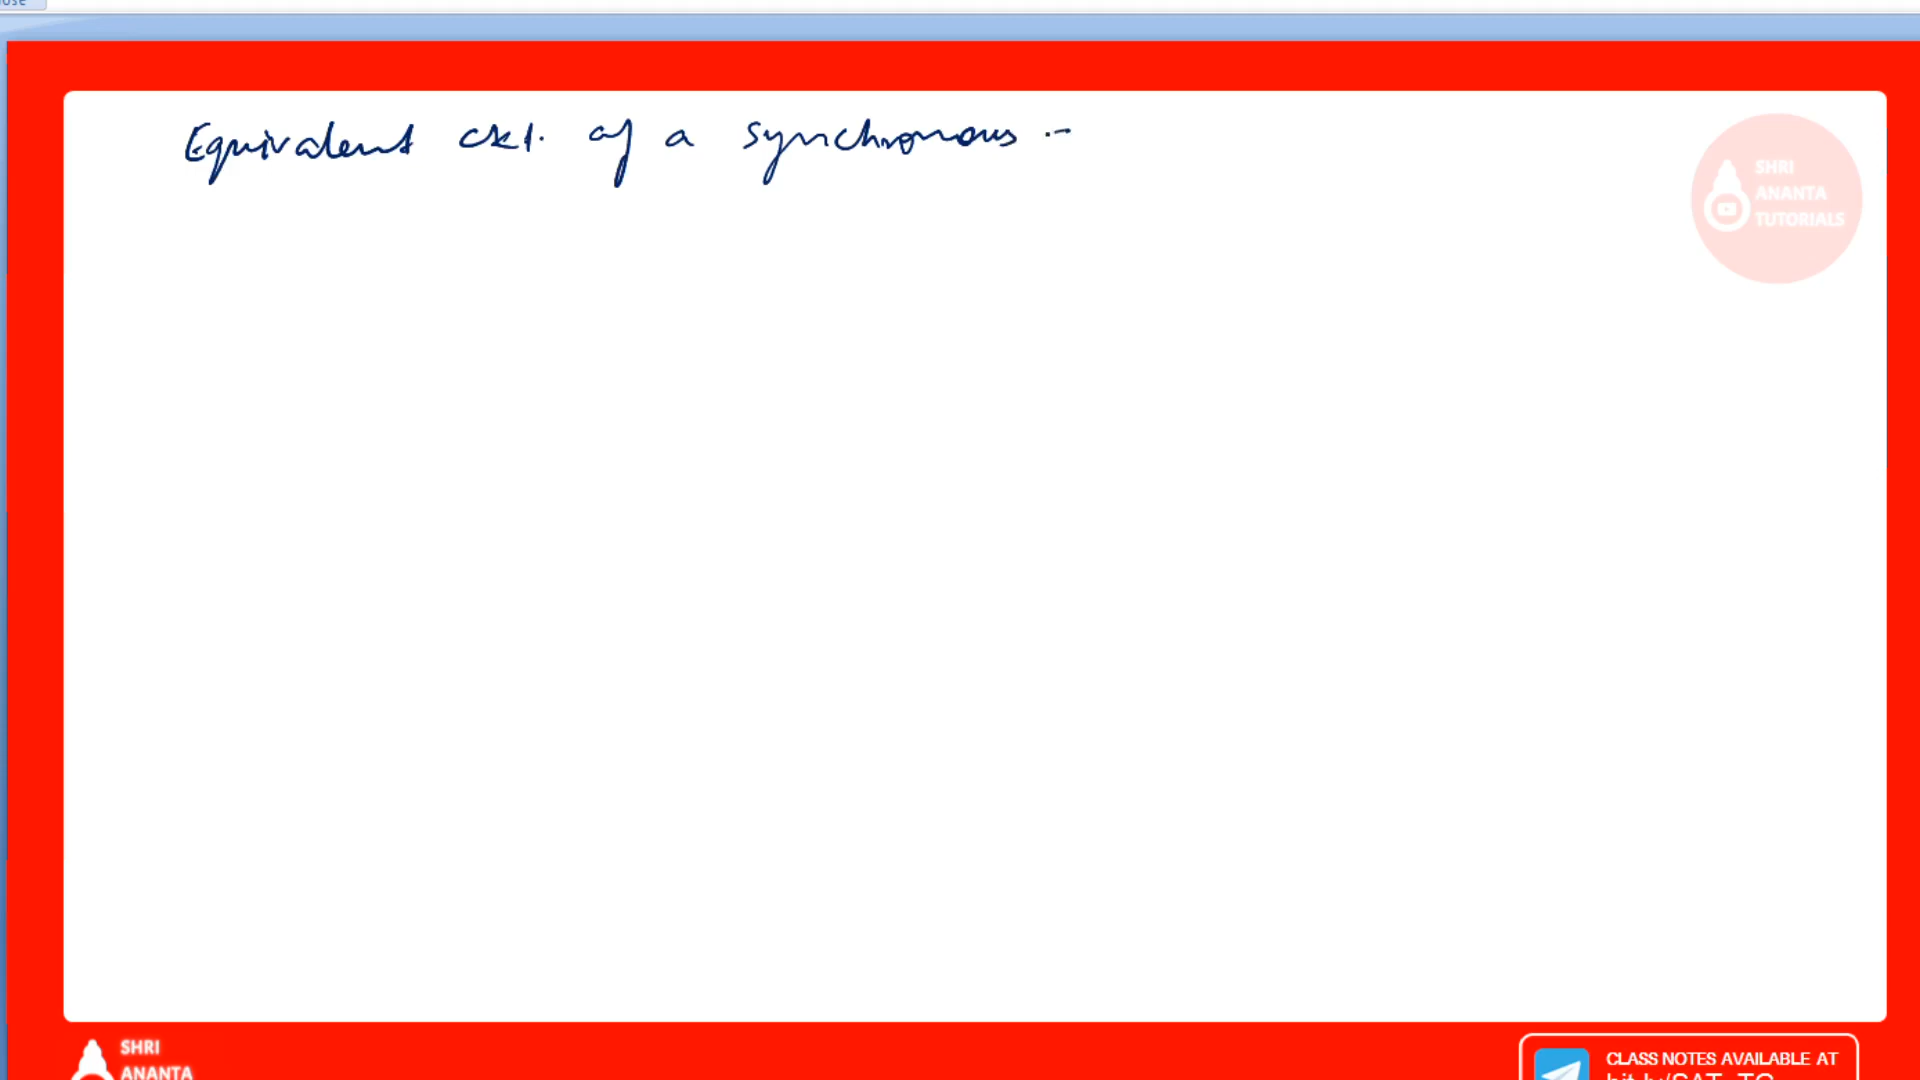 Equivalent ckt. of a synchronous :-
SHRI
ANANTA
TUTORIALS
SHRI
ANANTA
CLASS NOTES AVAILABLE AT